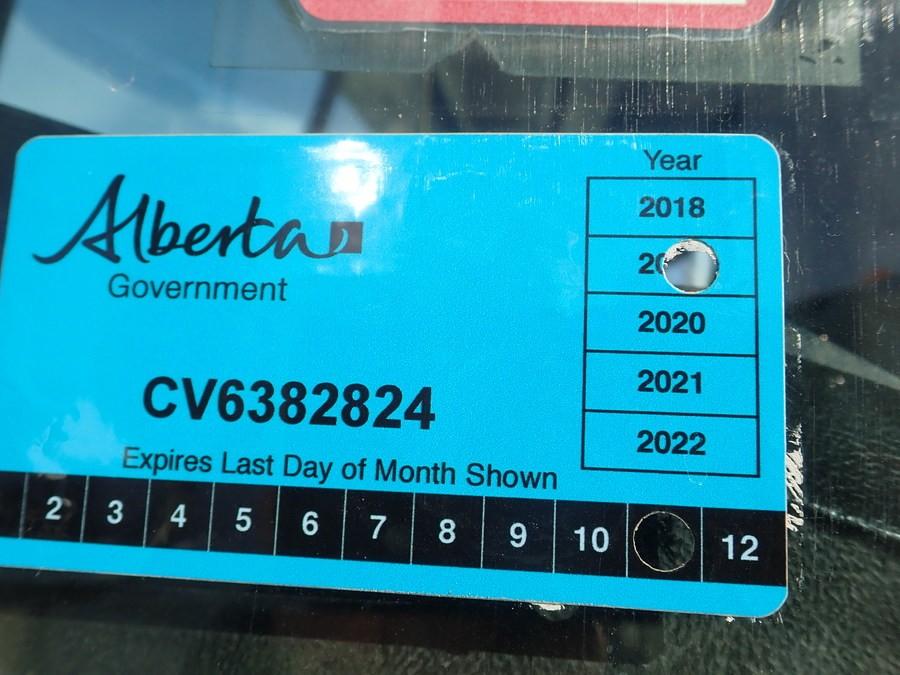 Alberta
Government
Year
2018
20
2020
2021
2022
CV6382824
Expires Last Day of Month Shown
2 3 4 5 6 7 8 9 10 12